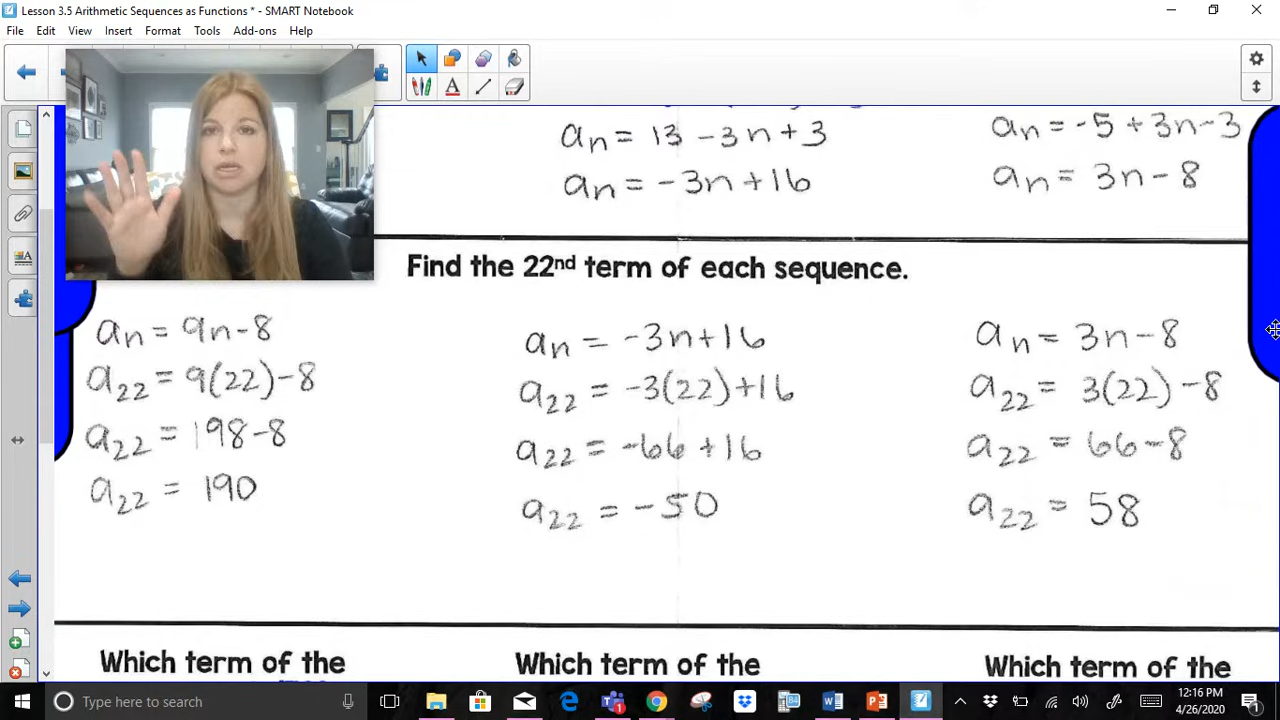 Lesson 3.5 Arithmetic Sequences as Functions * - SMART Notebook
File Edit View Insert Format Tools Add-ons Help
aₙ = 13 - 3n + 3
aₙ = -3n + 16
aₙ = -5 + 3n - 3
aₙ = 3n - 8
Find the 22nd term of each sequence.
aₙ = 9n - 8
a₂₂ = 9(22) - 8
a₂₂ = 198 - 8
a₂₂ = 190
aₙ = -3n + 16
a₂₂ = -3(22) + 16
a₂₂ = -66 + 16
a₂₂ = -50
aₙ = 3n - 8
a₂₂ = 3(22) - 8
a₂₂ = 66 - 8
a₂₂ = 58
Which term of the
Which term of the
Which term of the
Type here to search
12:16 PM
4/26/2020